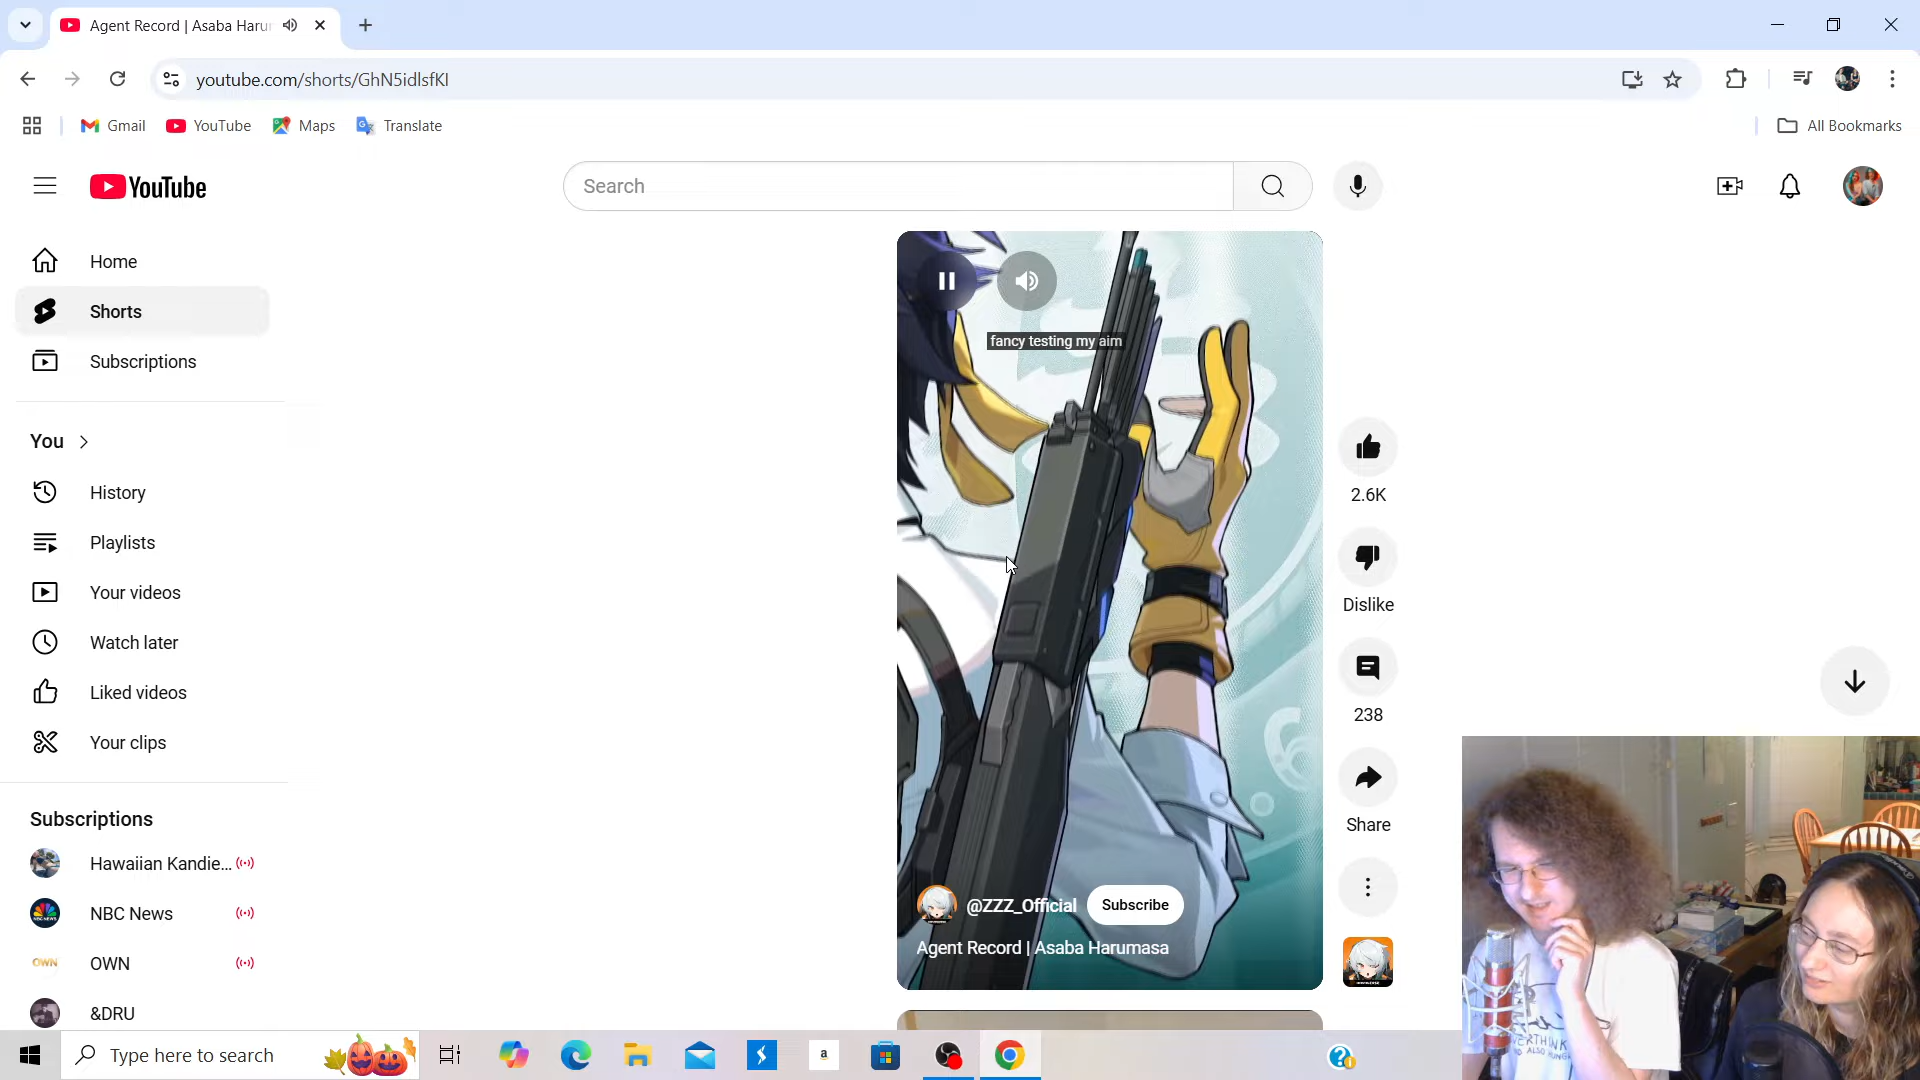 Agent Record | Asaba Harum
youtube.com/shorts/GhN5idlsfKI
Gmail
YouTube
Maps
Translate
All Bookmarks
YouTube
Search
Home
Shorts
Subscriptions
You
History
Playlists
Your videos
Watch later
Liked videos
Your clips
Subscriptions
Hawaiian Kandie...
NBC News
OWN
OWN
&DRU
fancy testing my aim
@ZZZ_Official
Subscribe
Agent Record | Asaba Harumasa
2.6K
Dislike
238
Share
Type here to search
a